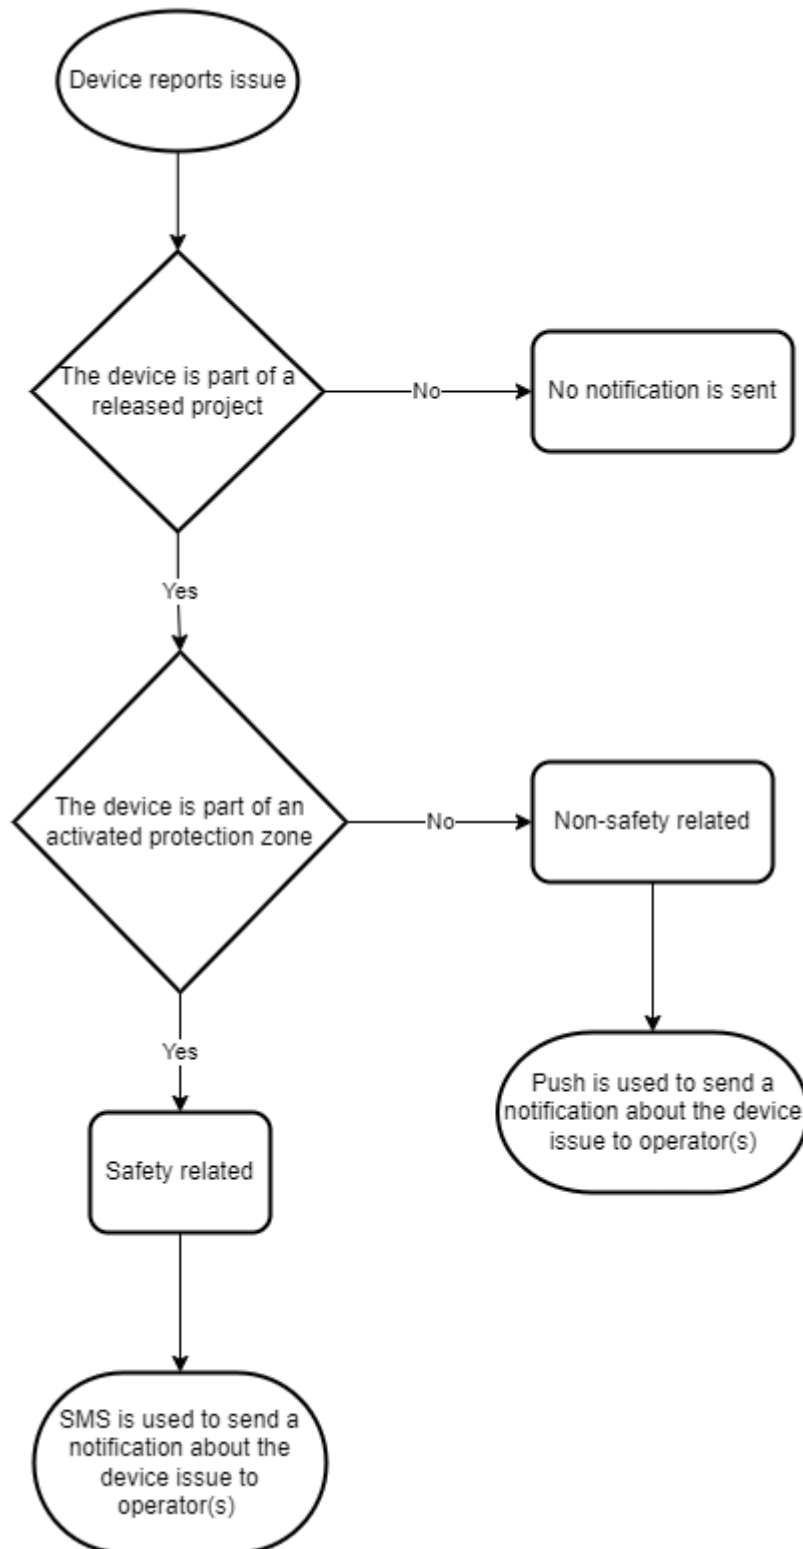 Device reports issue
The device is part of a
released project
No
No notification is sent
Yes
The device is part of an
activated protection zone
No
Non-safety related
Push is used to send a
notification about the device
issue to operator(s)
Yes
Safety related
SMS is used to send a
notification about the
device issue to
operator(s)